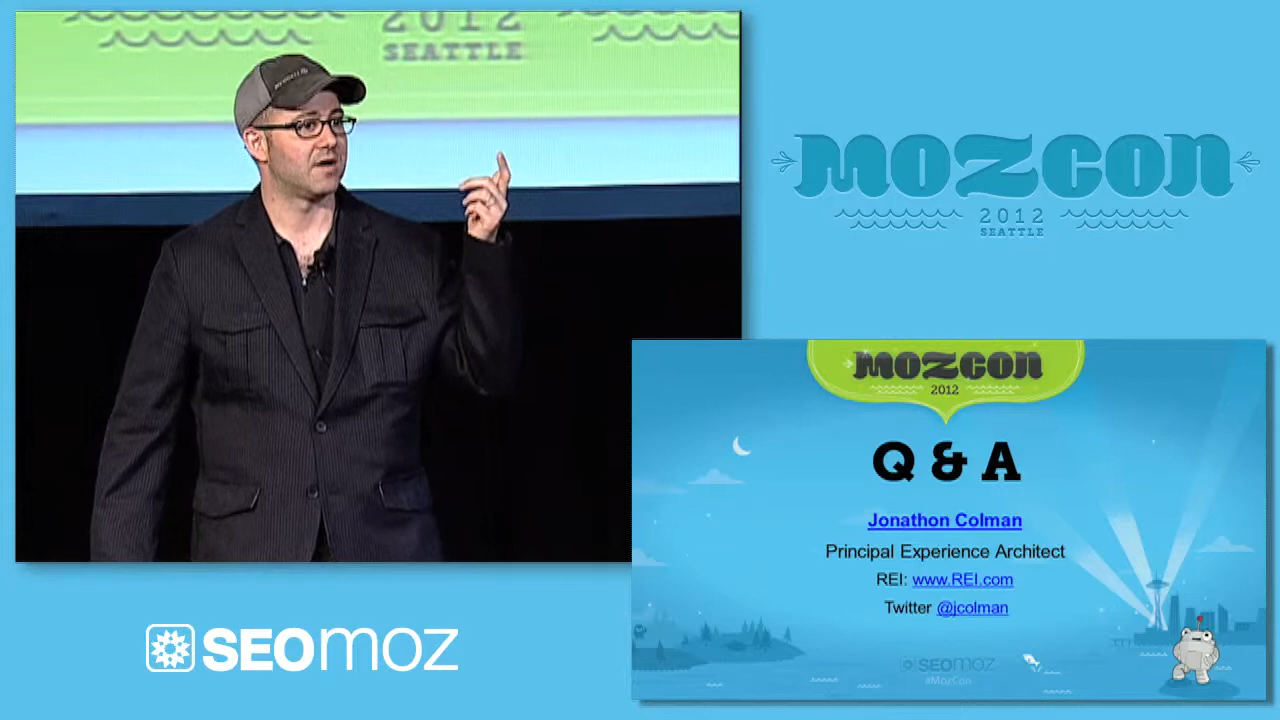 2012
SEATTLE
MOZCON
2012
SEATTLE
MOZCON
2012
Q & A
Jonathon Colman
Principal Experience Architect
REI: www.REI.com
Twitter @jcolman
SEOmoz
#MozCon
SEOmoz